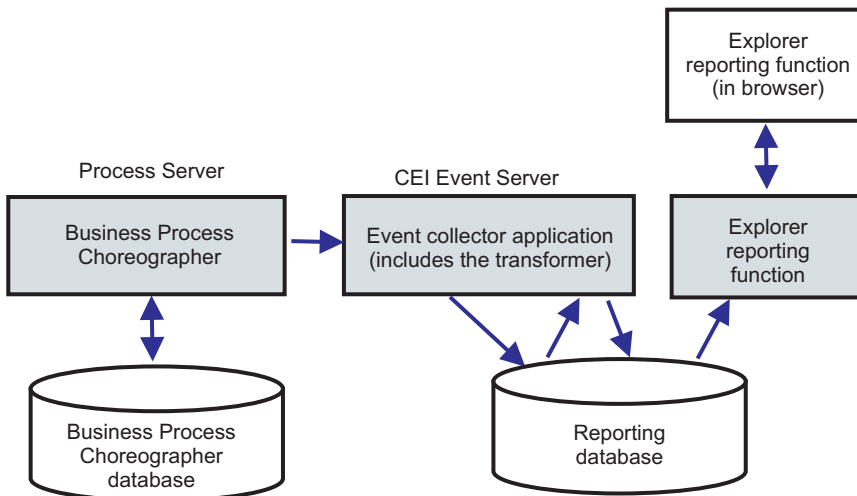 Explorer
reporting function
(in browser)
Process Server
CEI Event Server
Business Process
Choreographer
Event collector application
(includes the transformer)
Explorer
reporting
function
Business Process
Choreographer
database
Reporting
database